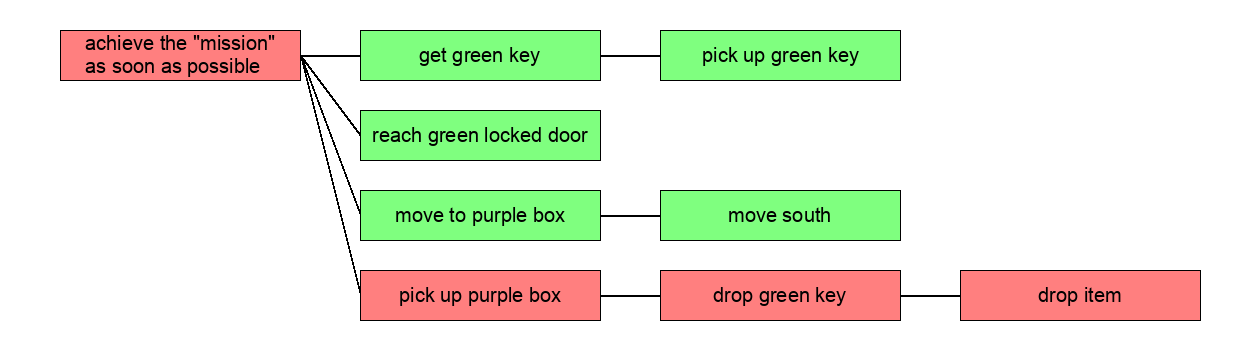 achieve the "mission"
as soon as possible
get green key
pick up green key
reach green locked door
move to purple box
move south
pick up purple box
drop green key
drop item